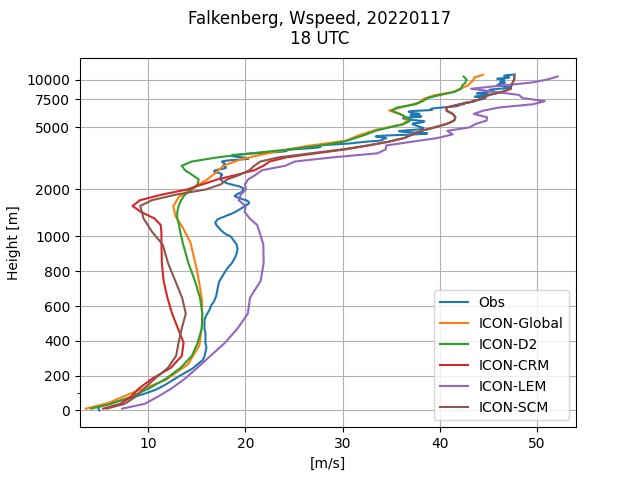 Falkenberg, Wspeed, 20220117
18 UTC
10000
7500
5000
2000
1000
800
600
400
200
0
Height [m]
10
20
30
40
50
[m/s]
Obs
ICON-Global
ICON-D2
ICON-CRM
ICON-LEM
ICON-SCM